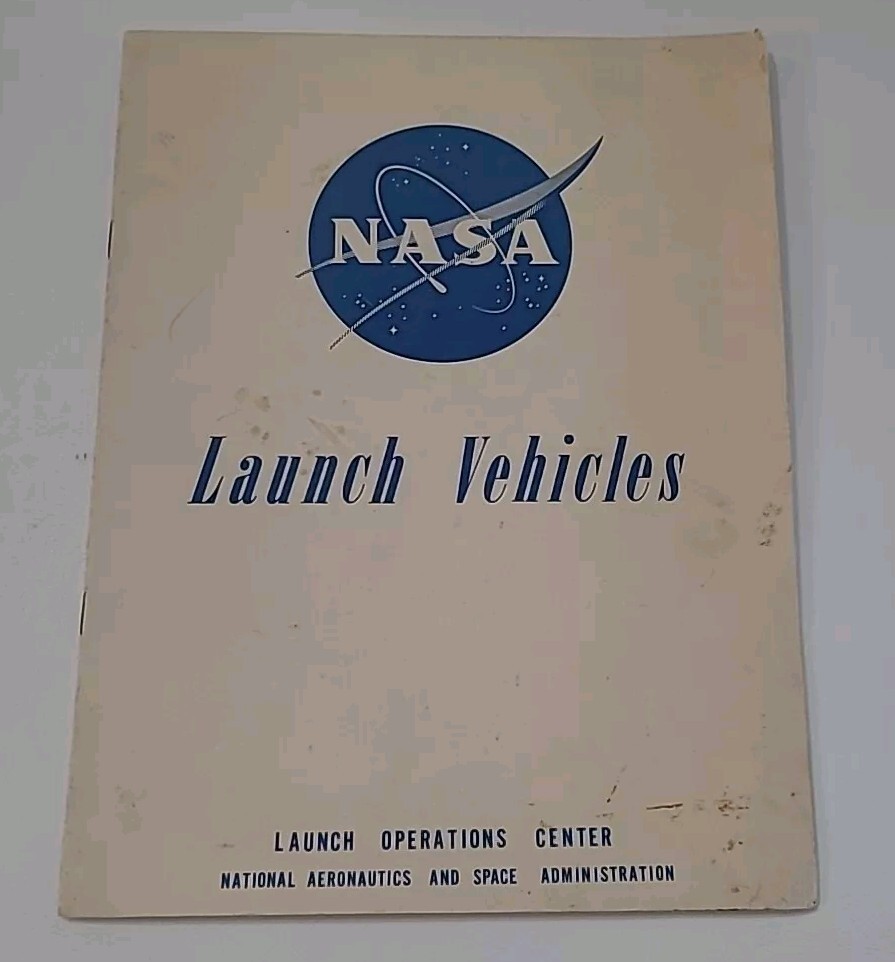 NASA
Launch Vehicles
LAUNCH OPERATIONS CENTER
NATIONAL AERONAUTICS AND SPACE ADMINISTRATION